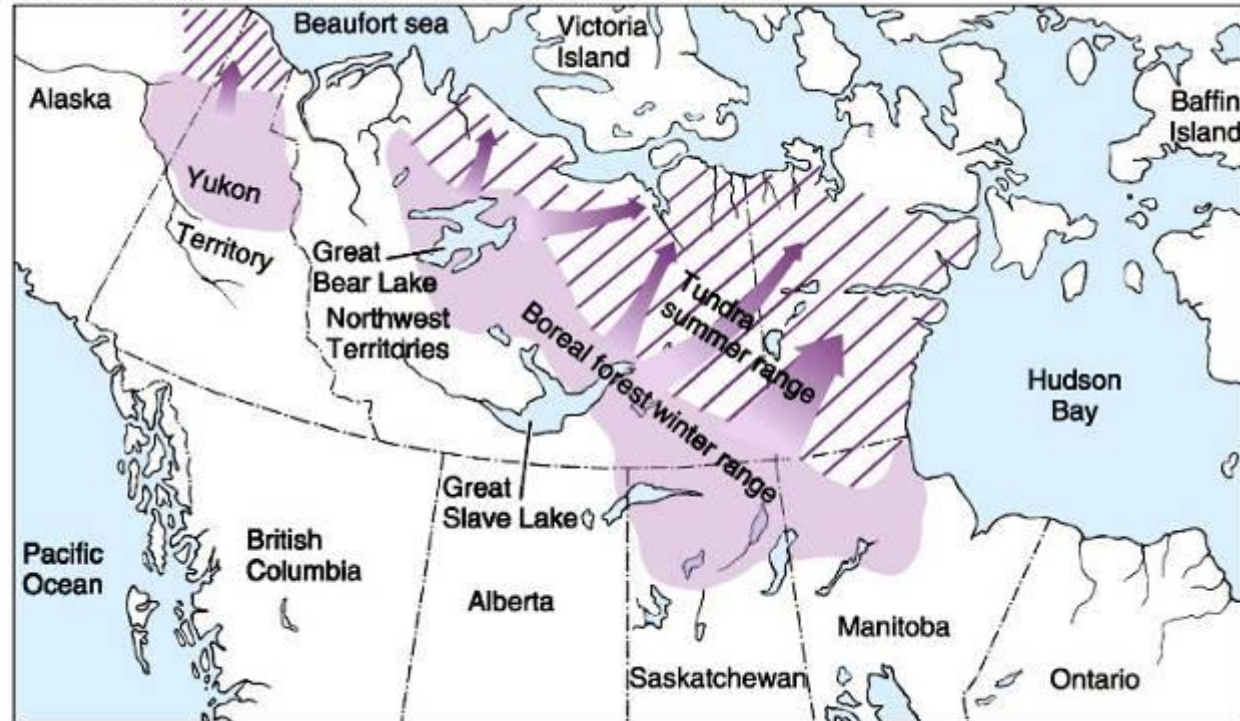 Beaufort sea
Victoria
Island
Alaska
Baffin
Island
Yukon
Territory
Great
Bear Lake
Northwest
Territories
Tundra
summer range
Boreal forest winter range
Hudson
Bay
Great
Slave Lake
Pacific
Ocean
British
Columbia
Alberta
Manitoba
Saskatchewan
Ontario